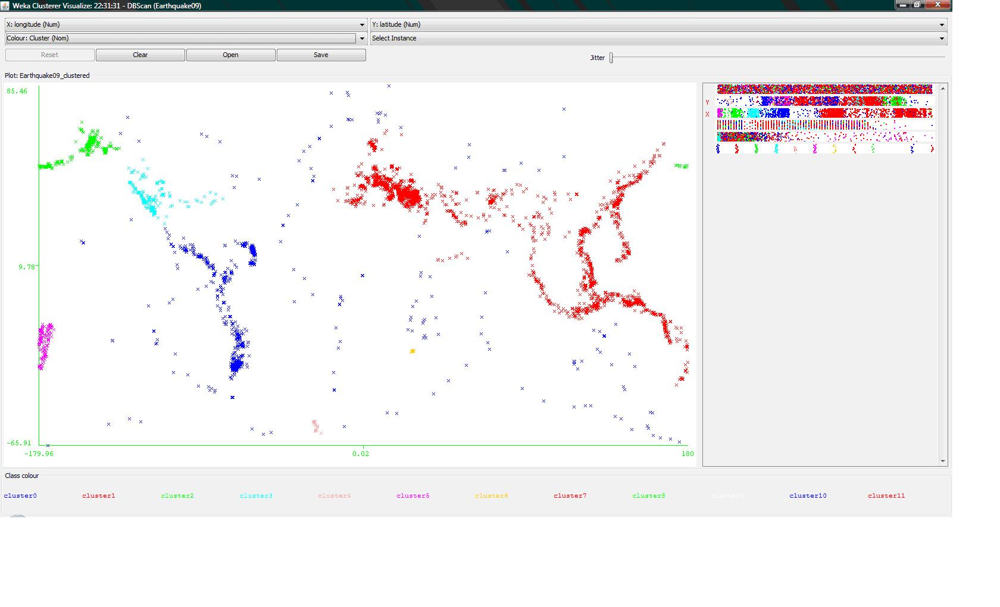 Weka Clusterer Visualize: 22:31:31 - DBScan (Earthquake09)
X: longitude (Num) Y: latitude (Num)
Colour: Cluster (Nom) Select Instance
Reset Clear Open Save
Jitter
Plot: Earthquake09_clustered
85.46
Y
X
9.78
-65.91
-179.96 0.02 180
Class colour
cluster0 cluster1 cluster2 cluster3 cluster4 cluster5 cluster6 cluster7 cluster8 cluster9 cluster10 cluster11